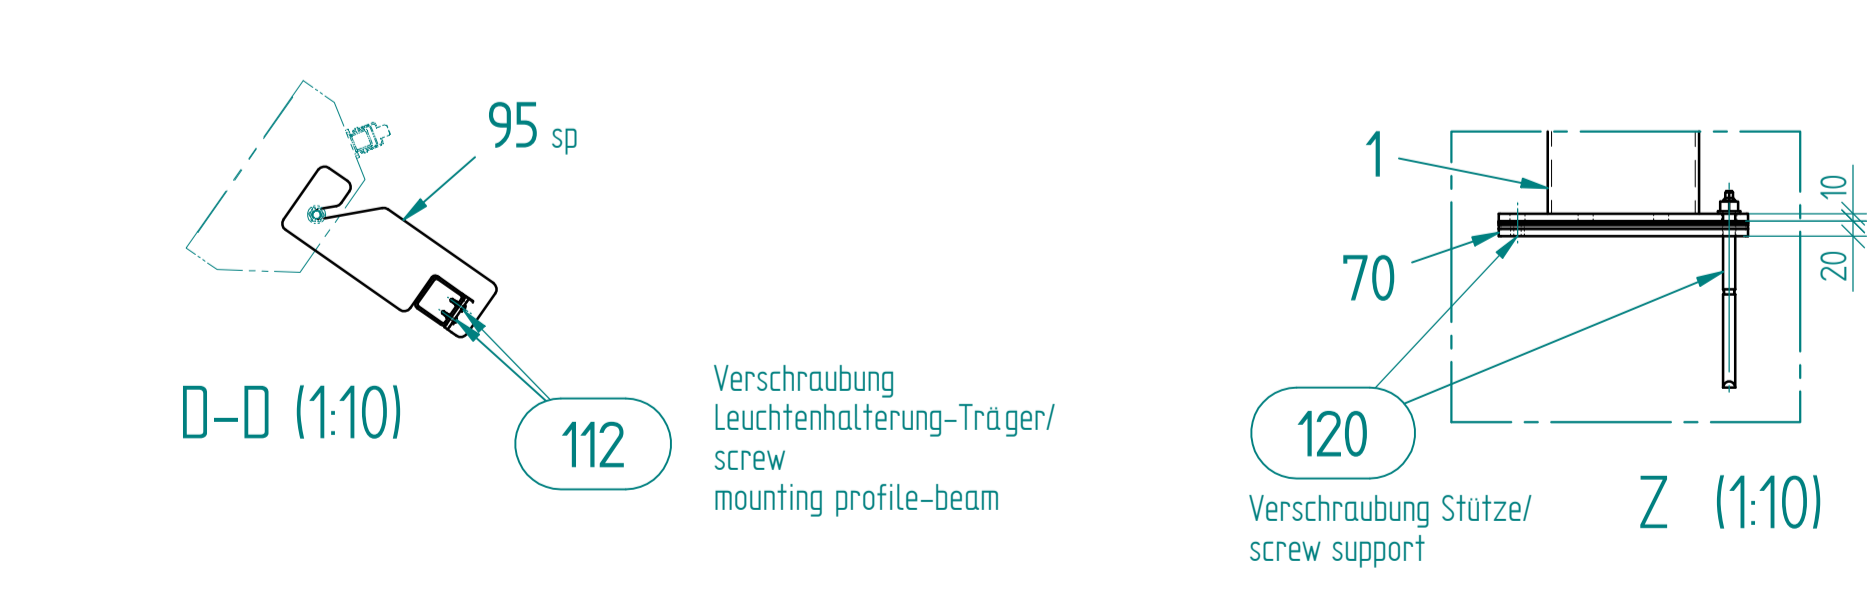 95 sp
D-D (1:10)
112
Verschraubung
Leuchtenhalterung-Träger/
screw
mounting profile-beam
1
70
10
20
120
Verschraubung Stütze/
screw support
Z (1:10)